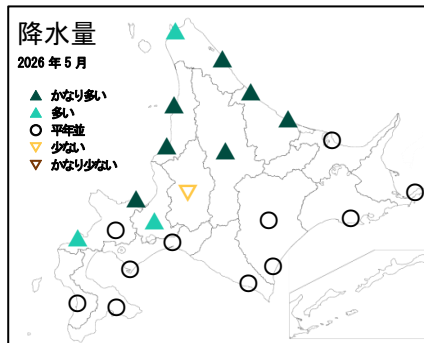 降水量
2026 年 5 月
かなり多い
多い
平年並
少ない
かなり少ない